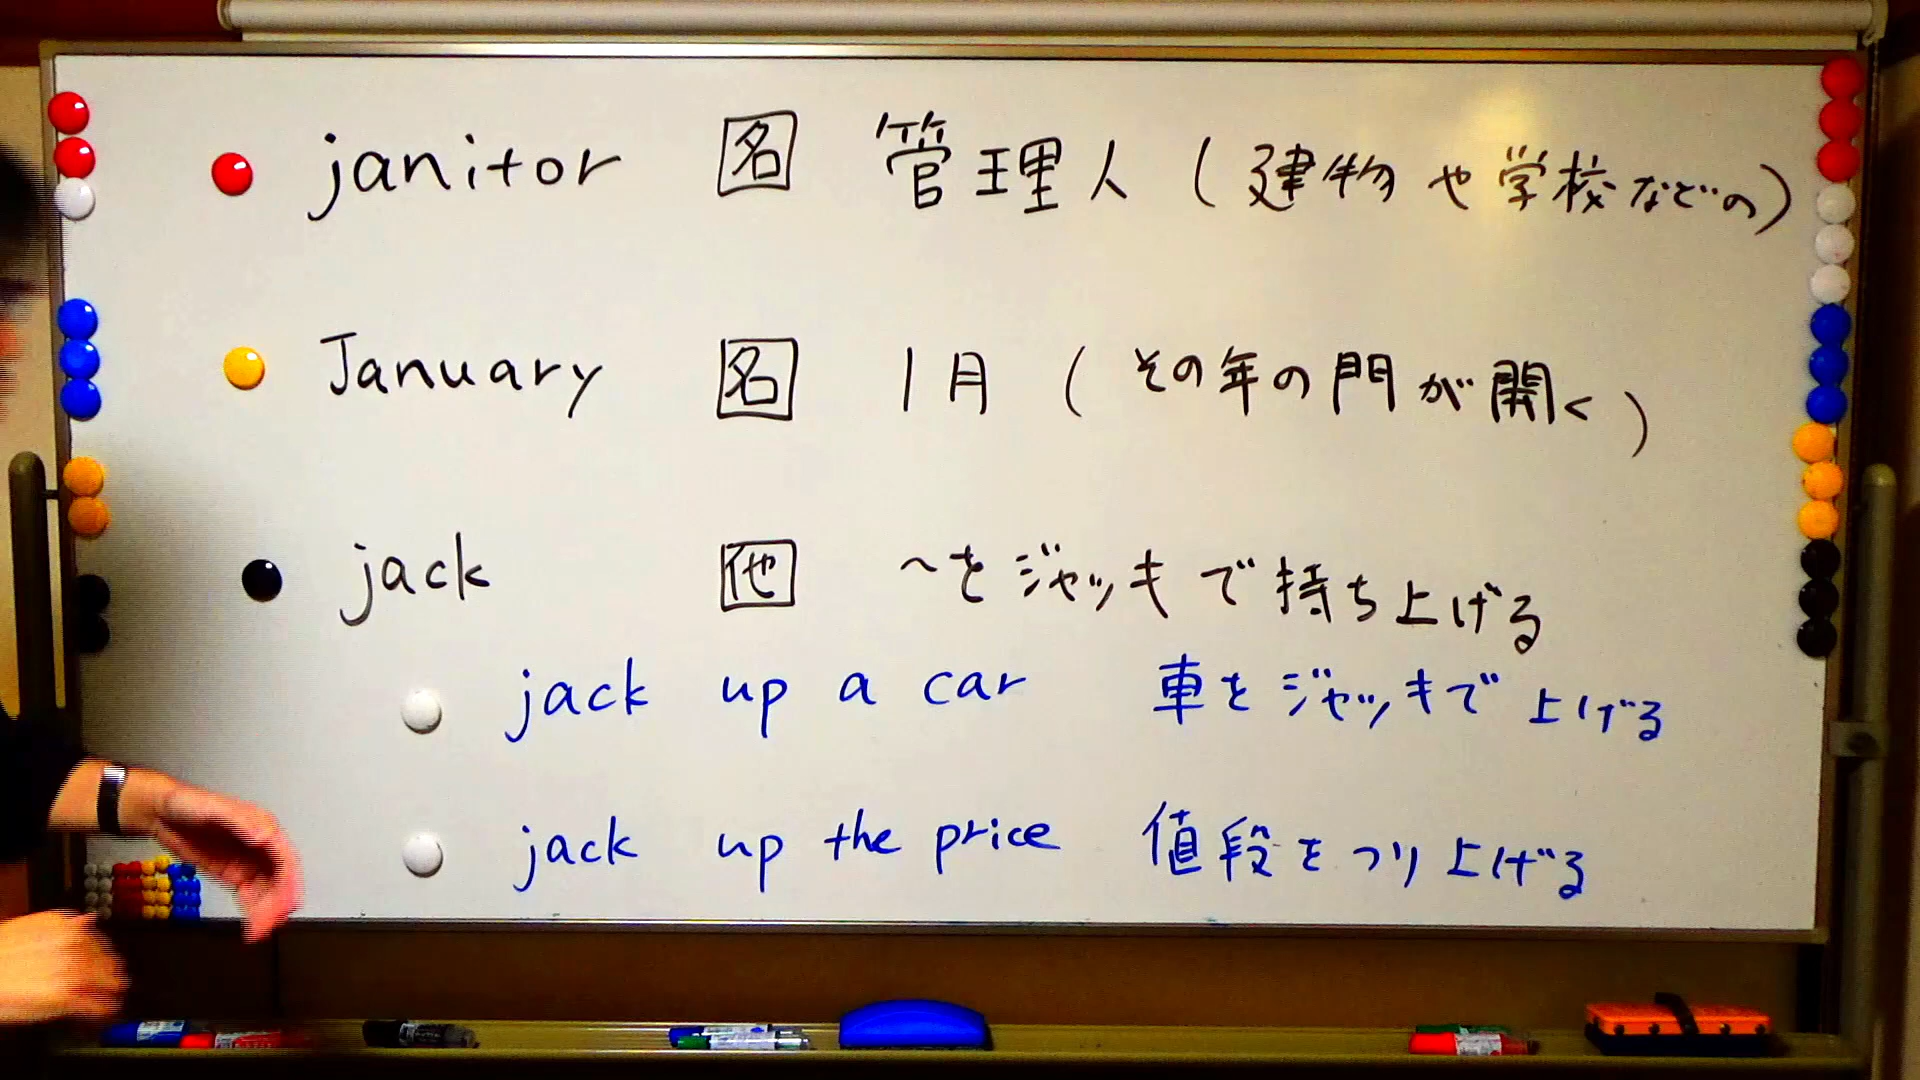 janitor 名 管理人 (建物や学校などの)
January 名 1月 (その年の門が開く)
jack 他 ~をジャッキで持ち上げる
jack up a car 車をジャッキで上げる
jack up the price 値段をつり上げる